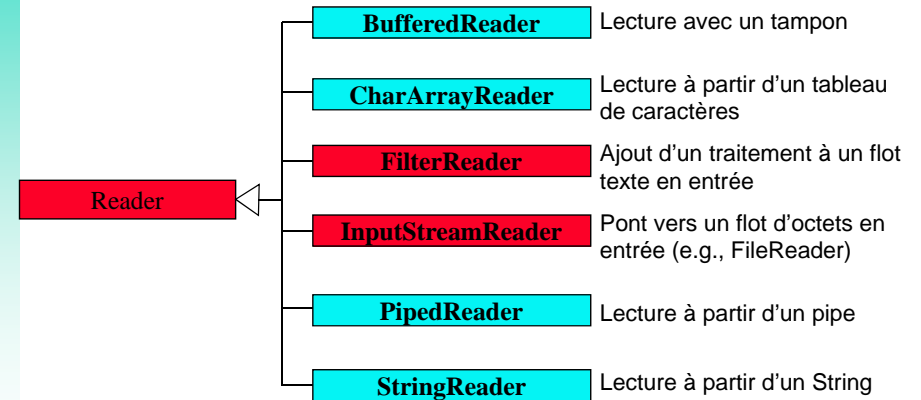 BufferedReader
Lecture avec un tampon
CharArrayReader
Lecture à partir d'un tableau
de caractères
FilterReader
Ajout d'un traitement à un flot
texte en entrée
Reader
InputStreamReader
Pont vers un flot d'octets en
entrée (e.g., FileReader)
PipedReader
Lecture à partir d'un pipe
StringReader
Lecture à partir d'un String